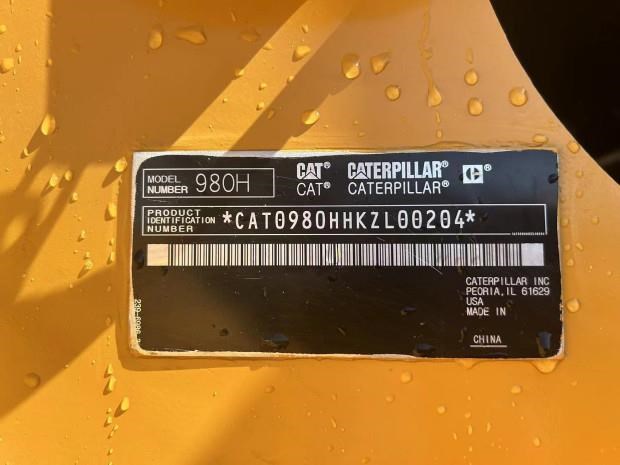 MODEL NUMBER 980H
CAT® CATERPILLAR® C®
CAT® CATERPILLAR®
PRODUCT IDENTIFICATION NUMBER *CAT0980HHKZL00204*
CATERPILLAR INC
PEORIA, IL 61629
USA
MADE IN
CHINA